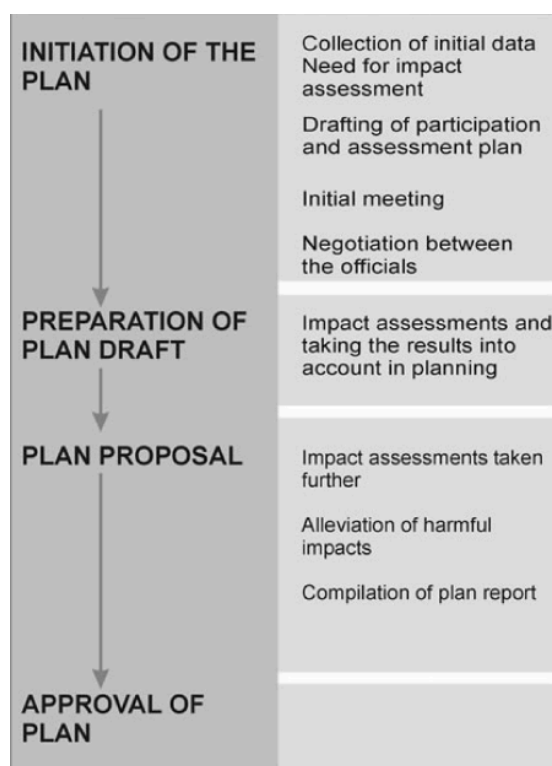 INITIATION OF THE
PLAN
Collection of initial data
Need for impact
assessment
Drafting of participation
and assessment plan
Initial meeting
Negotiation between
the officials
PREPARATION OF
PLAN DRAFT
Impact assessments and
taking the results into
account in planning
PLAN PROPOSAL
Impact assessments taken
further
Alleviation of harmful
impacts
Compilation of plan report
APPROVAL OF
PLAN